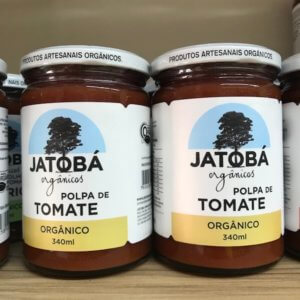 PRODUTOS ARTESANAIS ORGÂNICOS
JATOBÁ
orgânicos
POLPA DE
TOMATE
ORGÂNICO
340ml
PRODUTOS ARTESANAIS ORGÂNICO
JATOBÁ
orgânicos
POLPA DE
TOMATE
ORGÂNICO
340ml